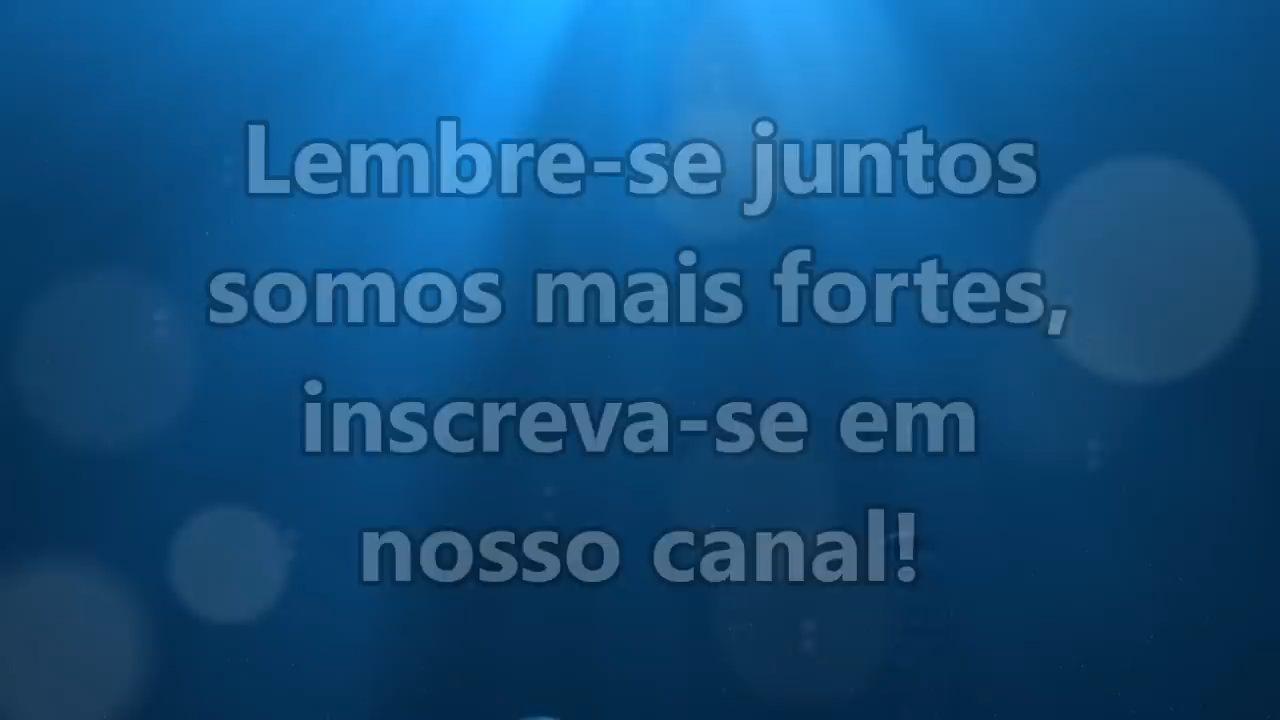 Lembre-se juntos
somos mais fortes,
inscreva-se em
nosso canal!